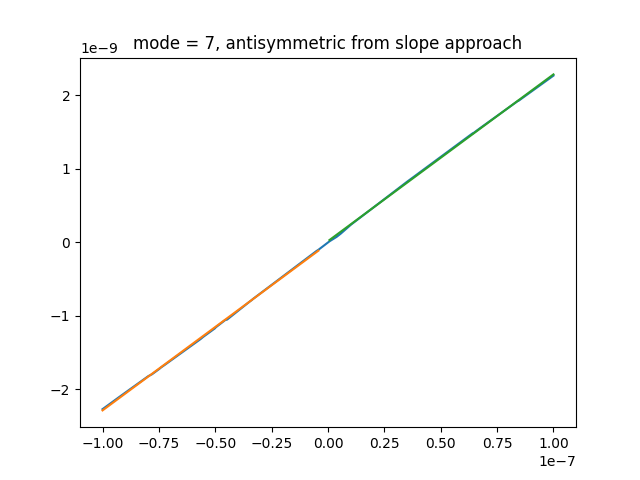 1e−9
mode = 7, antisymmetric from slope approach
2
1
0
−1
−2
−1.00 −0.75 −0.50 −0.25 0.00 0.25 0.50 0.75 1.00
1e−7